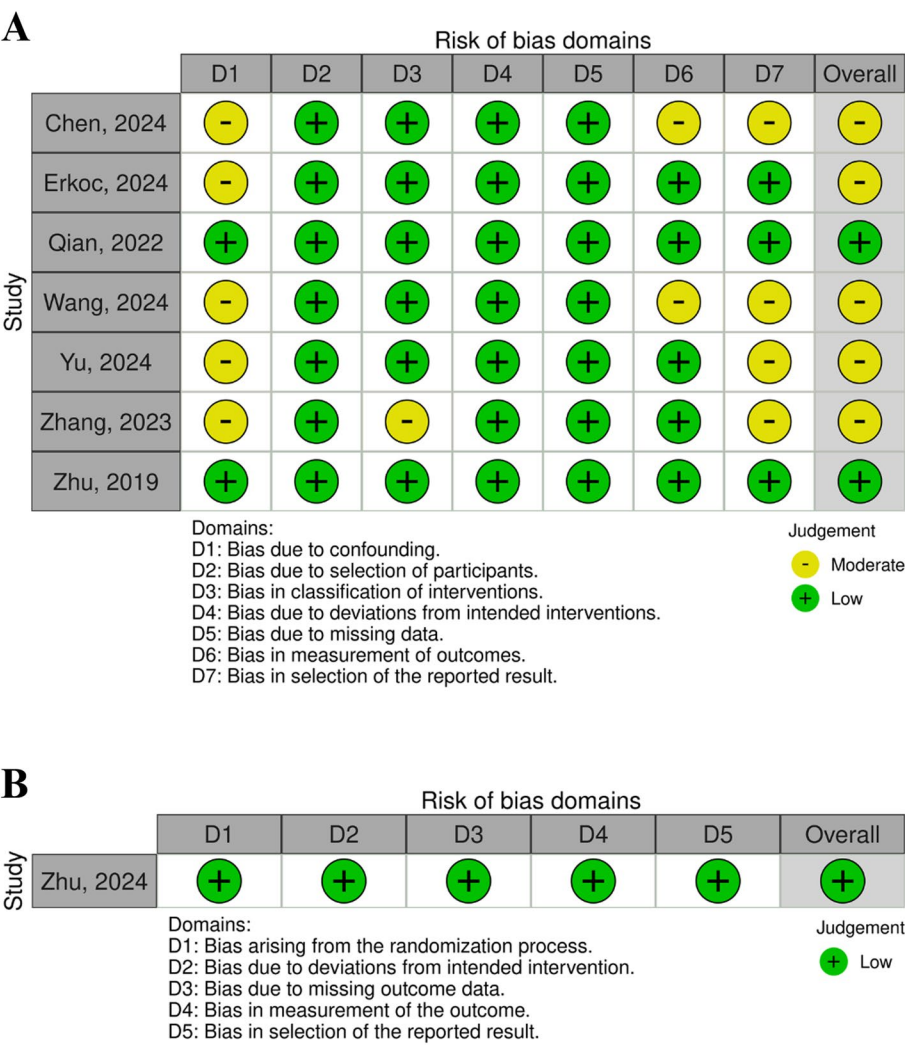 A
Risk of bias domains
D1 D2 D3 D4 D5 D6 D7 Overall
Study
Chen, 2024 - + + + + - - -
Erkoc, 2024 - + + + + + + -
Qian, 2022 + + + + + + + +
Wang, 2024 - + + + + - - -
Yu, 2024 - + + + + + - -
Zhang, 2023 - + - + + + - -
Zhu, 2019 + + + + + + + +
Domains:
D1: Bias due to confounding.
D2: Bias due to selection of participants.
D3: Bias in classification of interventions.
D4: Bias due to deviations from intended interventions.
D5: Bias due to missing data.
D6: Bias in measurement of outcomes.
D7: Bias in selection of the reported result.
Judgement
- Moderate
+ Low
B
Risk of bias domains
D1 D2 D3 D4 D5 Overall
Study
Zhu, 2024 + + + + + +
Domains:
D1: Bias arising from the randomization process.
D2: Bias due to deviations from intended intervention.
D3: Bias due to missing outcome data.
D4: Bias in measurement of the outcome.
D5: Bias in selection of the reported result.
Judgement
+ Low